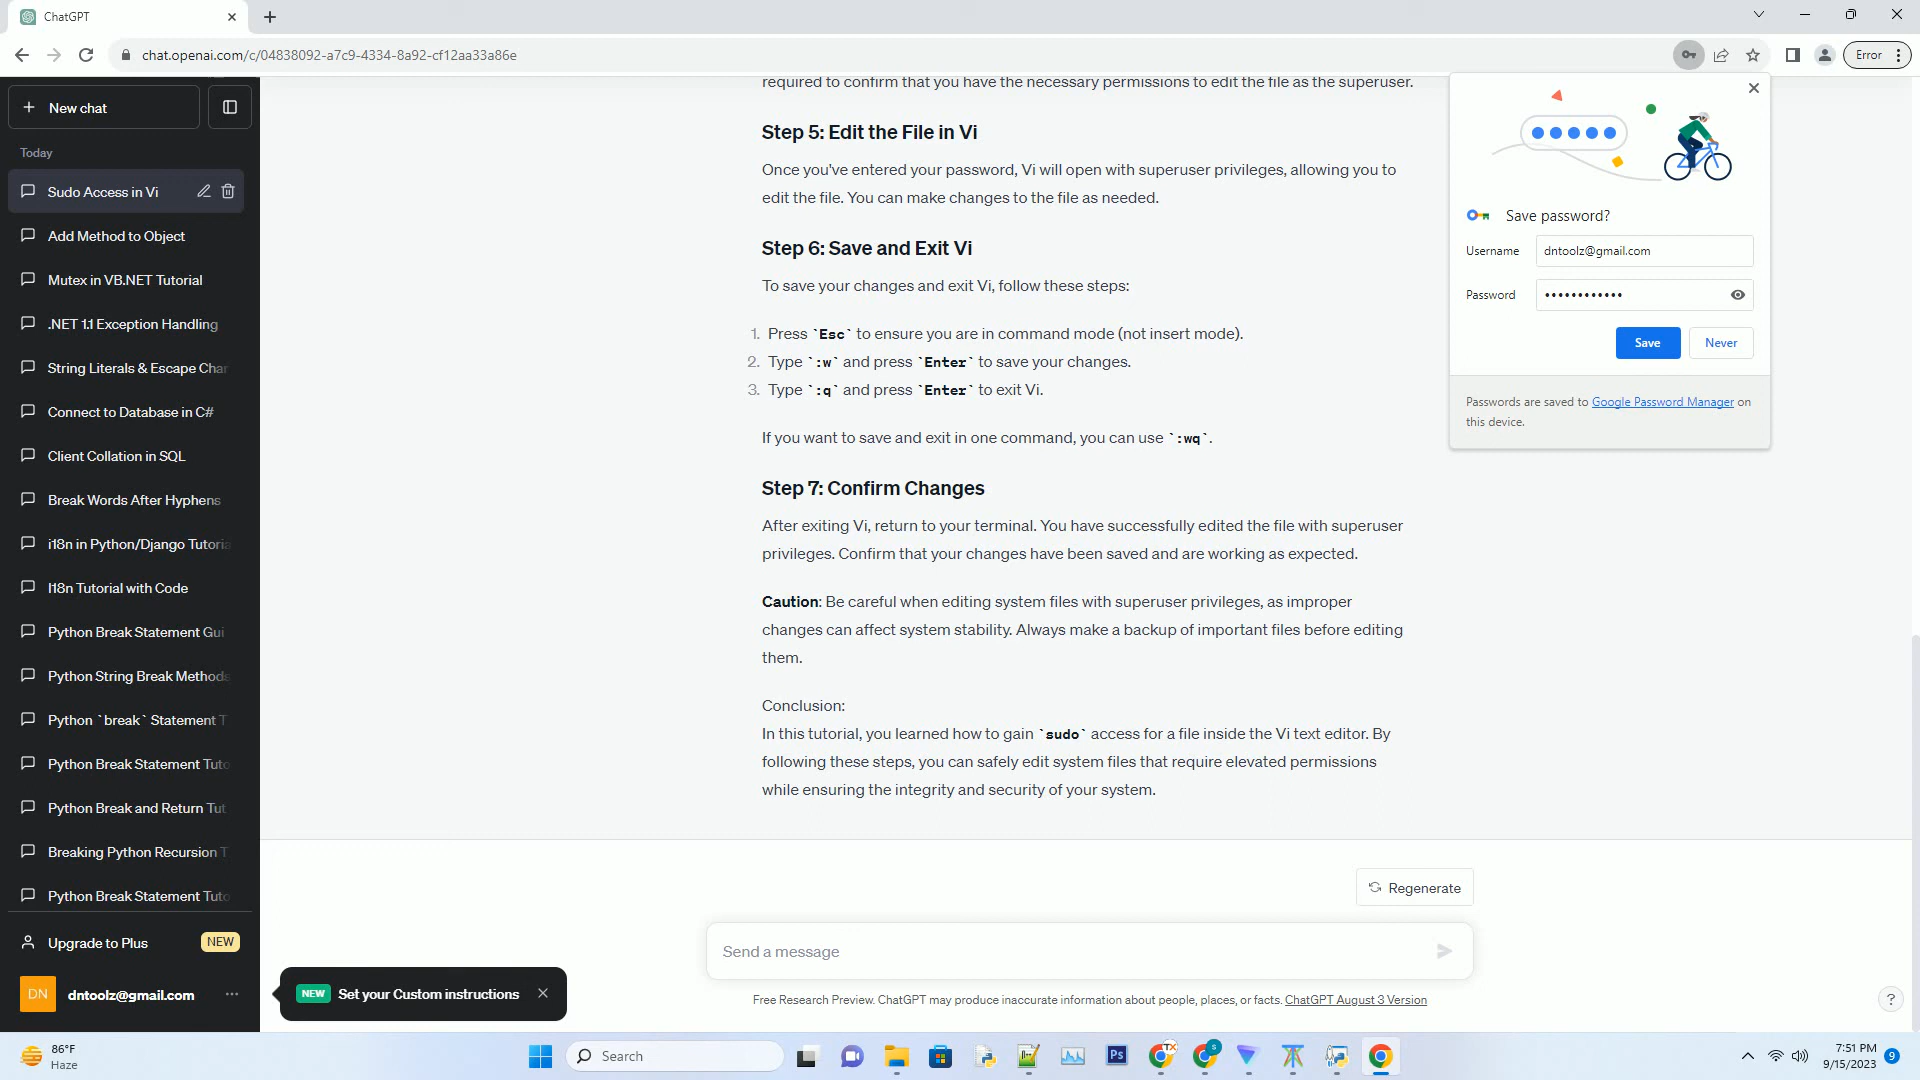 ChatGPT
chat.openai.com/c/04838092-a7c9-4334-8a92-cf12aa33a86e
Error
New chat
Today
Sudo Access in Vi
Add Method to Object
Mutex in VB.NET Tutorial
.NET 1.1 Exception Handling
String Literals & Escape Char
Connect to Database in C#
Client Collation in SQL
Break Words After Hyphens
i18n in Python/Django Tutoria
I18n Tutorial with Code
Python Break Statement Gui
Python String Break Methods
Python `break` Statement T
Python Break Statement Tuto
Python Break and Return Tut
Breaking Python Recursion T
Python Break Statement Tuto
Upgrade to Plus
NEW
DN
dntoolz@gmail.com
required to confirm that you have the necessary permissions to edit the file as the superuser.
Step 5: Edit the File in Vi
Once you've entered your password, Vi will open with superuser privileges, allowing you to
edit the file. You can make changes to the file as needed.
Step 6: Save and Exit Vi
To save your changes and exit Vi, follow these steps:
1. Press `Esc` to ensure you are in command mode (not insert mode).
2. Type `:w` and press `Enter` to save your changes.
3. Type `:q` and press `Enter` to exit Vi.
If you want to save and exit in one command, you can use `:wq`.
Step 7: Confirm Changes
After exiting Vi, return to your terminal. You have successfully edited the file with superuser
privileges. Confirm that your changes have been saved and are working as expected.
Caution: Be careful when editing system files with superuser privileges, as improper
changes can affect system stability. Always make a backup of important files before editing
them.
Conclusion:
In this tutorial, you learned how to gain `sudo` access for a file inside the Vi text editor. By
following these steps, you can safely edit system files that require elevated permissions
while ensuring the integrity and security of your system.
Save password?
Username
dntoolz@gmail.com
Password
••••••••••••
Save
Never
Passwords are saved to Google Password Manager on
this device.
Regenerate
Send a message
NEW Set your Custom instructions
Free Research Preview. ChatGPT may produce inaccurate information about people, places, or facts. ChatGPT August 3 Version
?
86°F
Haze
Search
Ps
TX
S
7:51 PM
9/15/2023
9